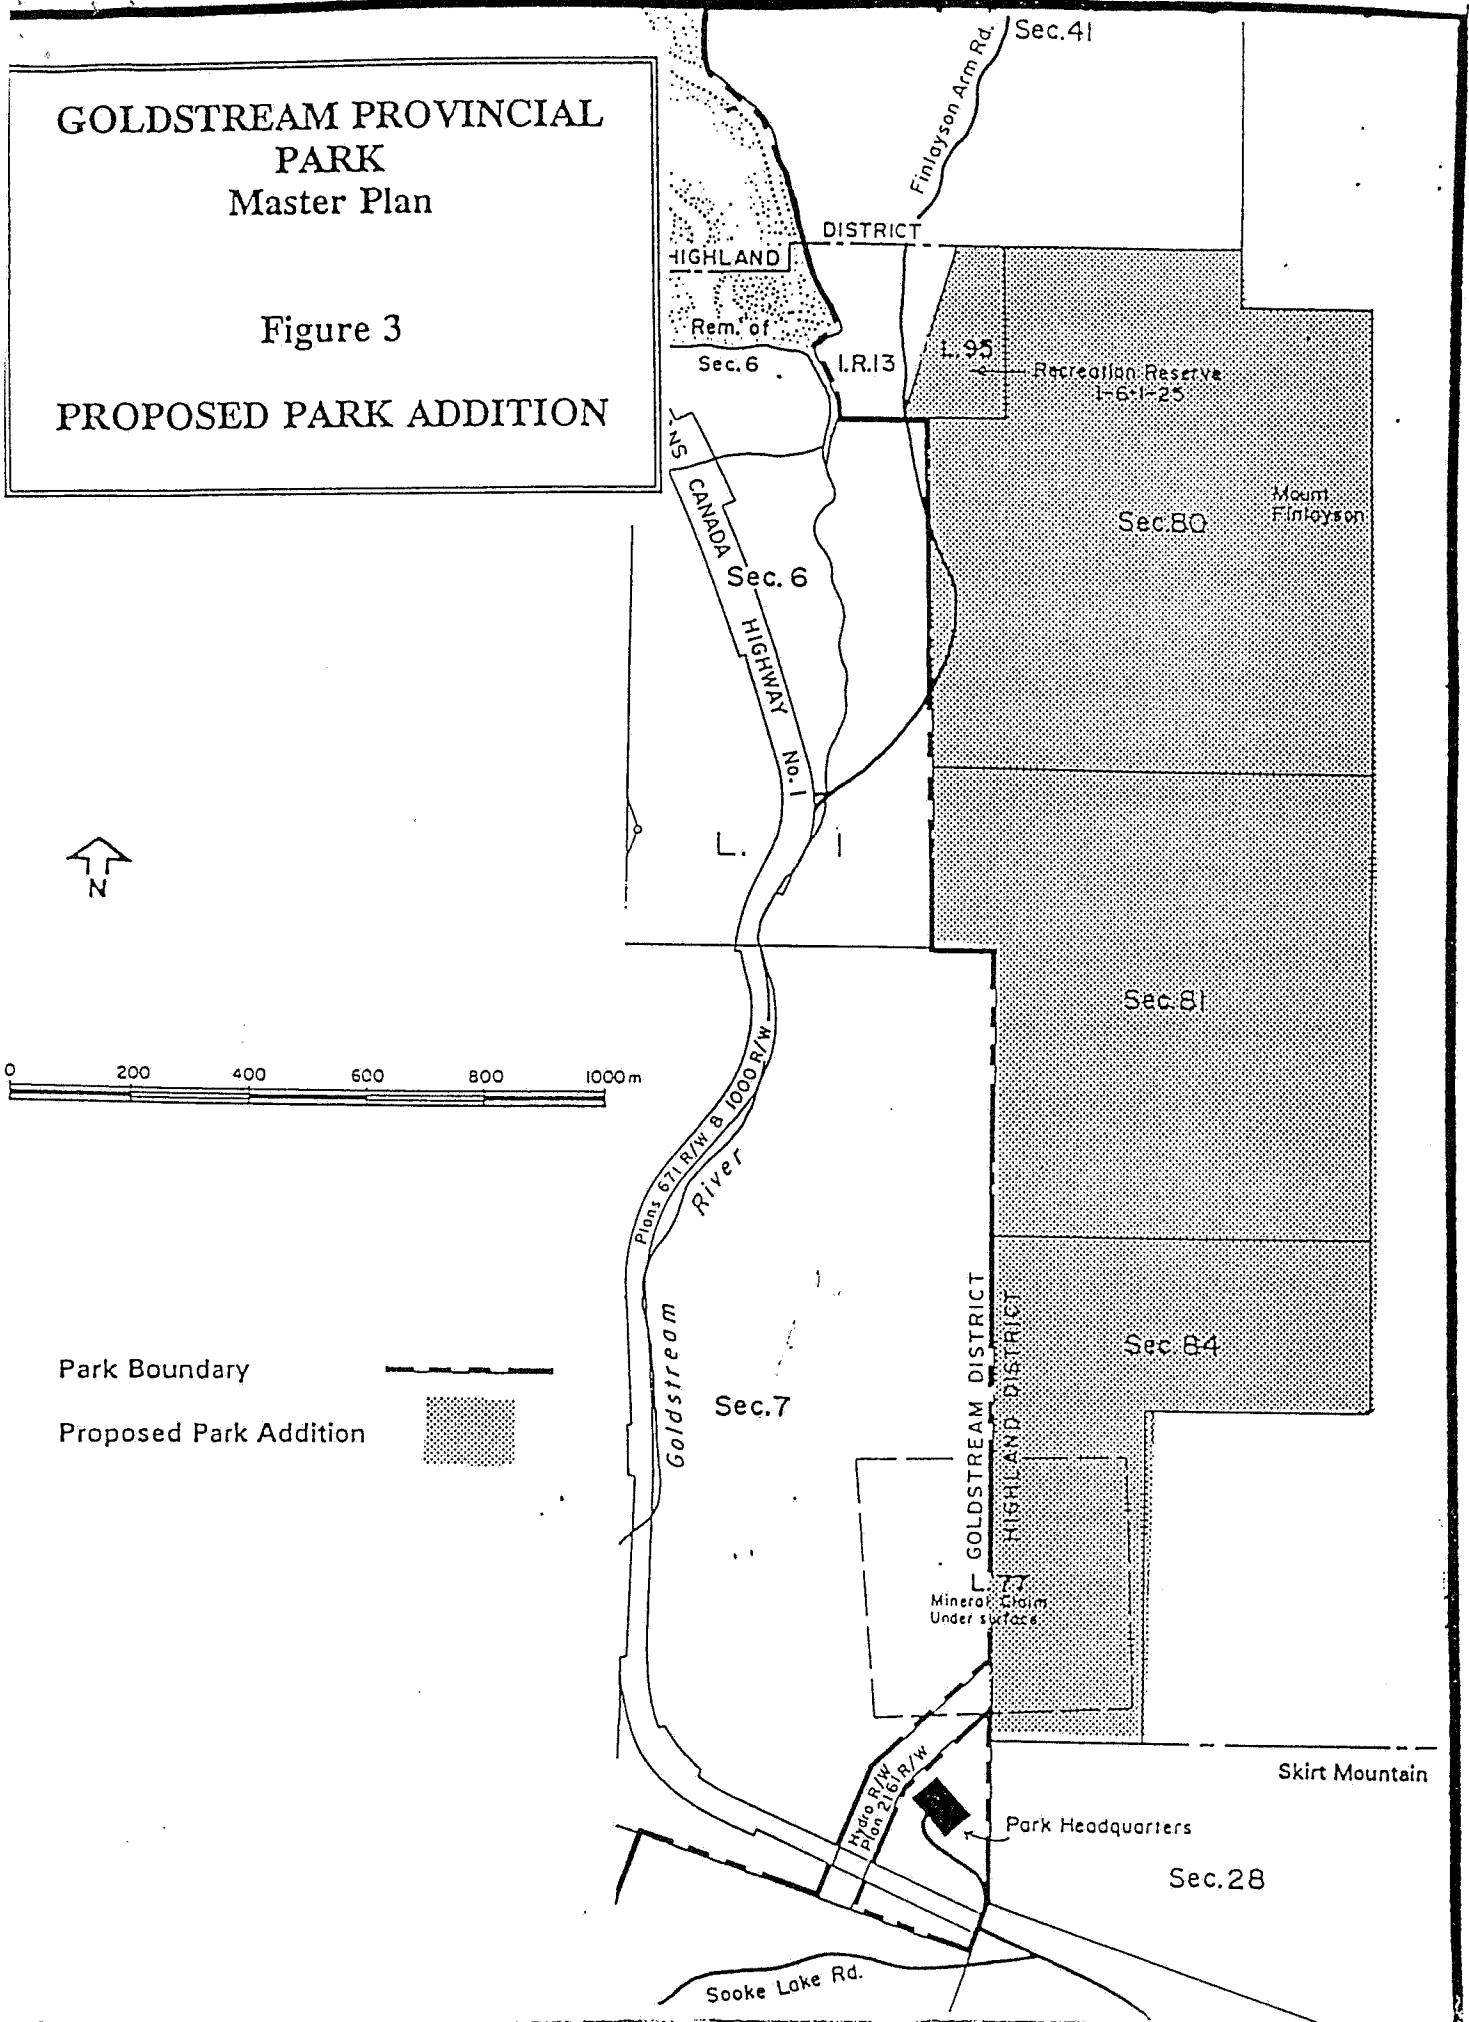 GOLDSTREAM PROVINCIAL
PARK
Master Plan
Figure 3
PROPOSED PARK ADDITION
Sec.41
Finlayson Arm Rd.
DISTRICT
HIGHLAND
Rem. of
Sec.6
I.R.13
L.95
Recreation Reserve
1-6-1-25
NS
CANADA
HIGHWAY
No. 1
Sec. 6
Sec.80
Mount
Finlayson
L. 1
N
Sec.81
0 200 400 600 800 1000m
Plans 671 R/W & 1000 R/W
River
Goldstream
Park Boundary
Proposed Park Addition
Sec.7
GOLDSTREAM DISTRICT
HIGHLAND DISTRICT
Sec 84
L 77
Mineral Claim
Under surface
Hydro R/W
Plan 2161 R/W
Skirt Mountain
Park Headquarters
Sec.28
Sooke Lake Rd.